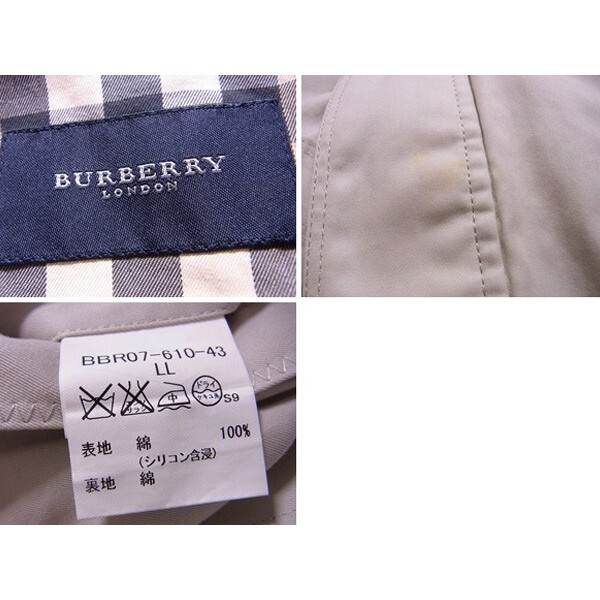 BURBERRY
LONDON
BBR07-610-43
LL
中
ドライ
セキユ系
S9
表地 綿 100%
(シリコン含浸)
裏地 綿